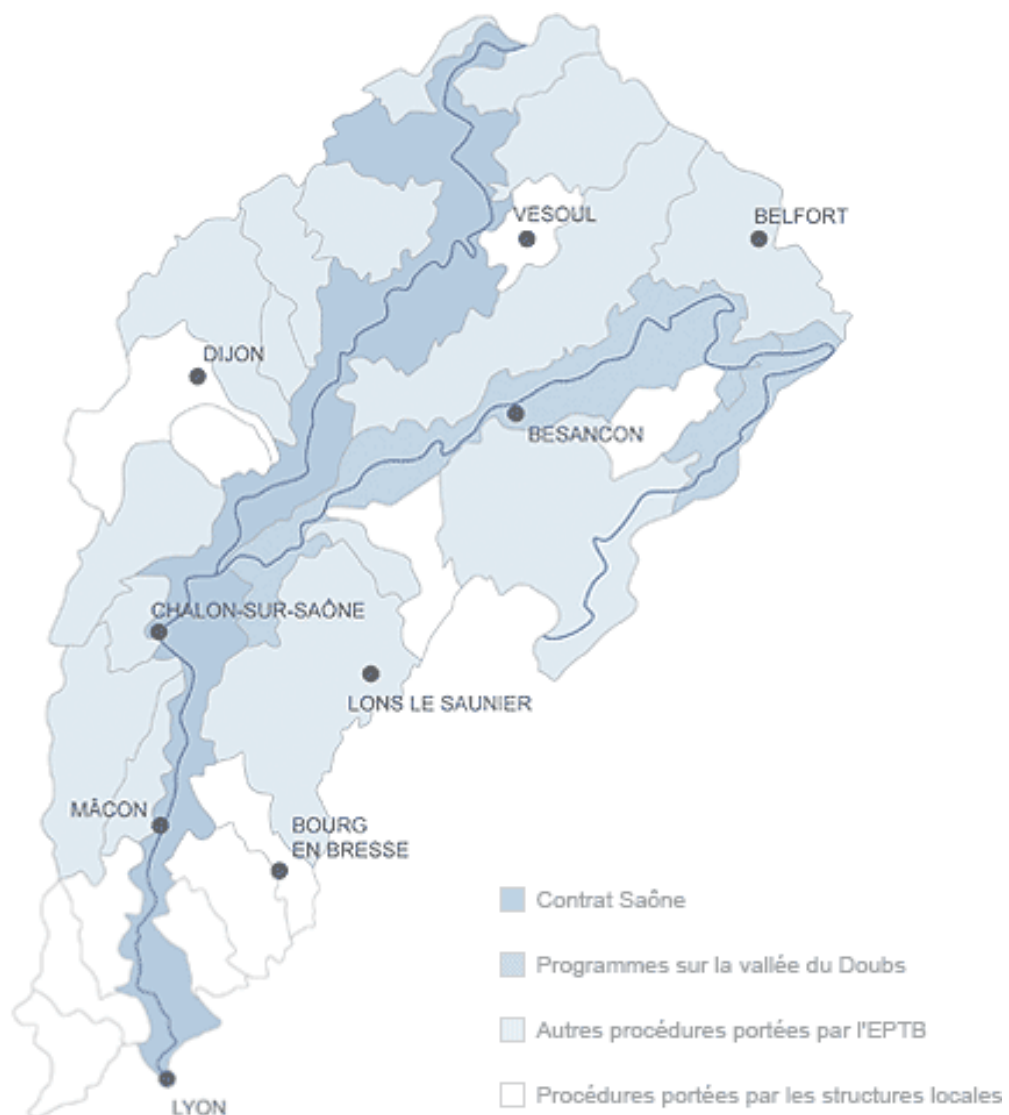 VESOUL
BELFORT
DIJON
BESANCON
CHALON-SUR-SAÔNE
LONS LE SAUNIER
MÂCON
BOURG
EN BRESSE
LYON
Contrat Saône
Programmes sur la vallée du Doubs
Autres procédures portées par l'EPTB
Procédures portées par les structures locales